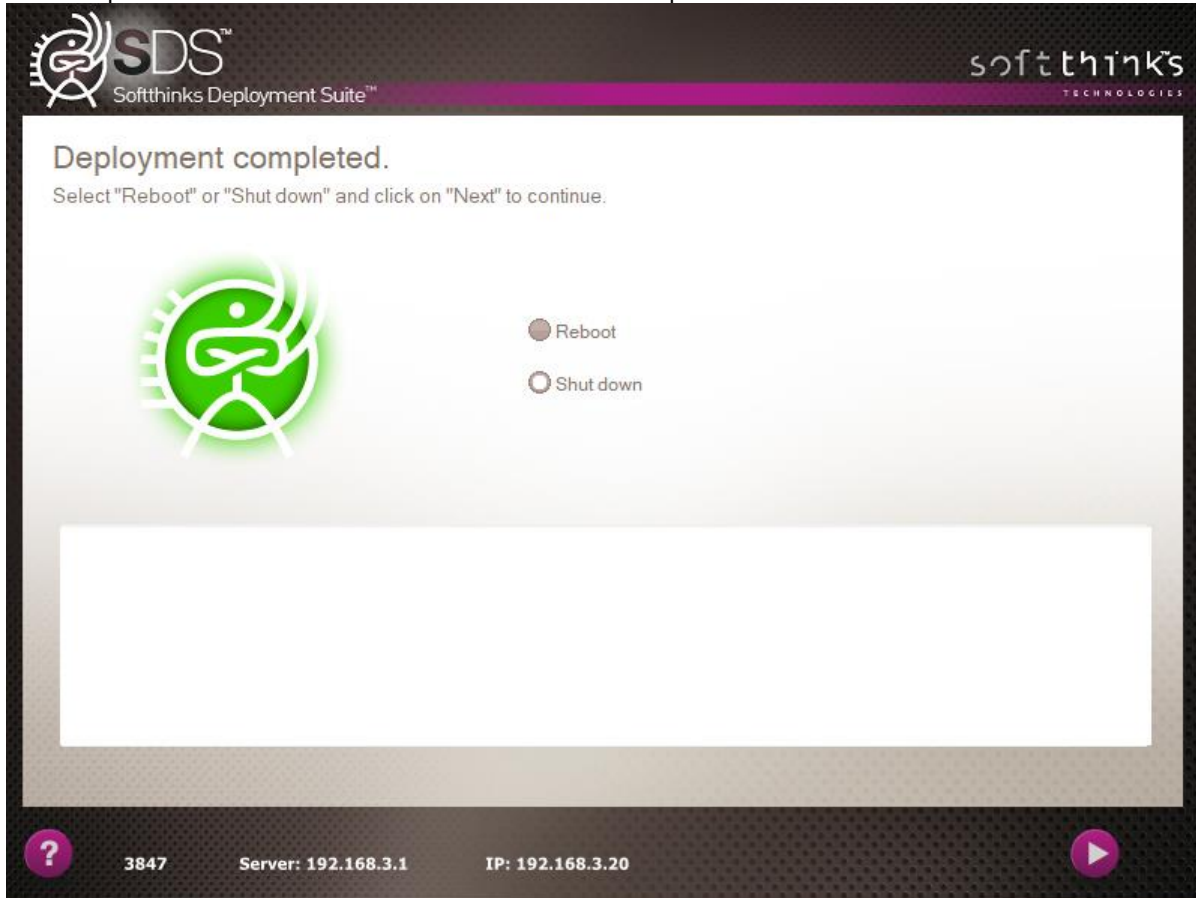 SDS™
Softthinks Deployment Suite™
softthinks™
TECHNOLOGIES
Deployment completed.
Select "Reboot" or "Shut down" and click on "Next" to continue.
Reboot
Shut down
? 3847 Server: 192.168.3.1 IP: 192.168.3.20